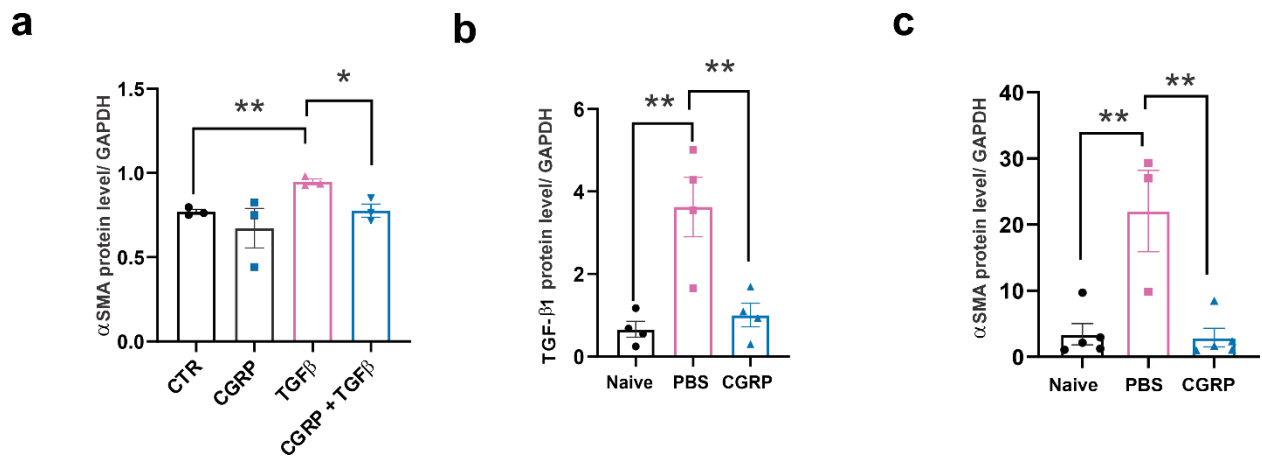 a
b
c
αSMA protein level/ GAPDH
1.5
1.0
0.5
0.0
**
*
CTR
CGRP
TGFβ
CGRP + TGFβ
TGF-β1 protein level/ GAPDH
6
4
2
0
**
**
Naive
PBS
CGRP
αSMA protein level/ GAPDH
40
30
20
10
0
**
**
Naive
PBS
CGRP